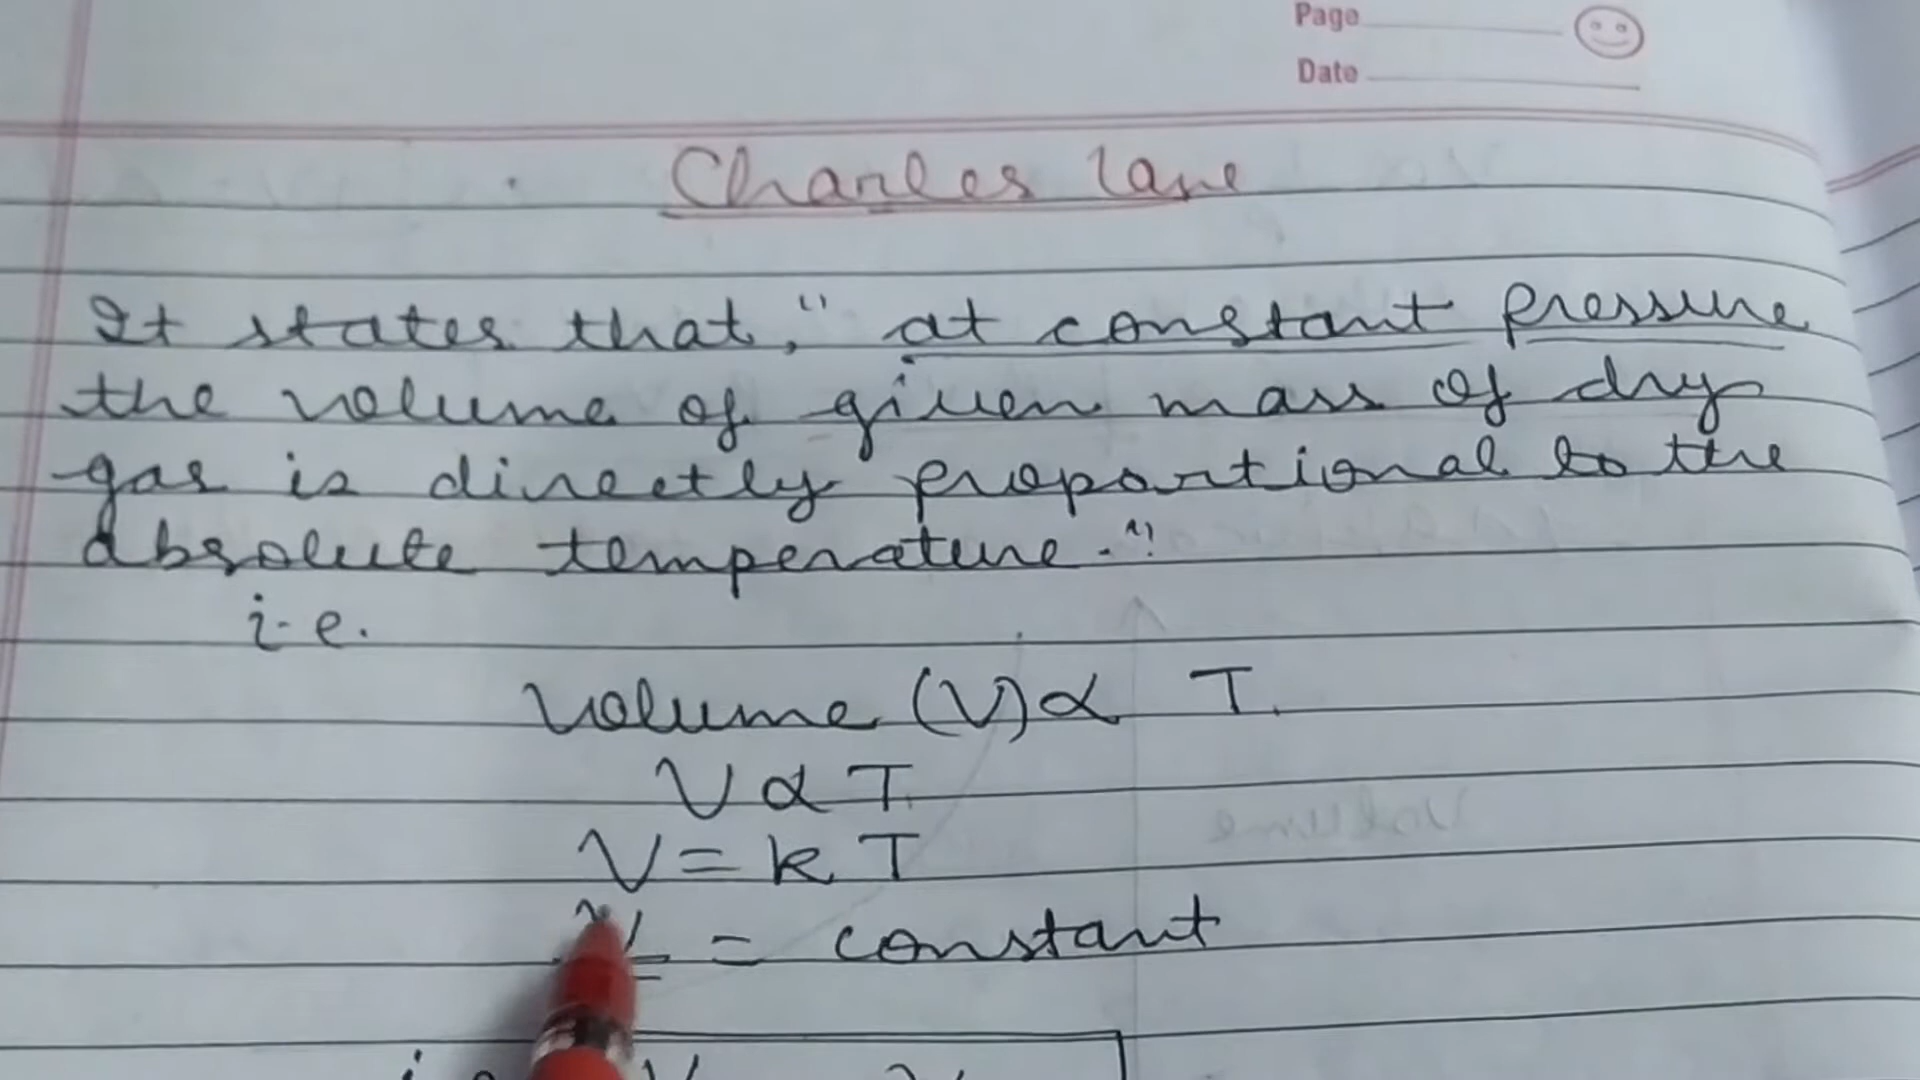 Page
Date
Charles law
It states that, " at constant pressure
the volume of given mass of dry
gas is directly proportional to the
absolute temperature."
i.e.
Volume (V) ∝ T
V ∝ T
V = k T
V = constant
i.e. V V